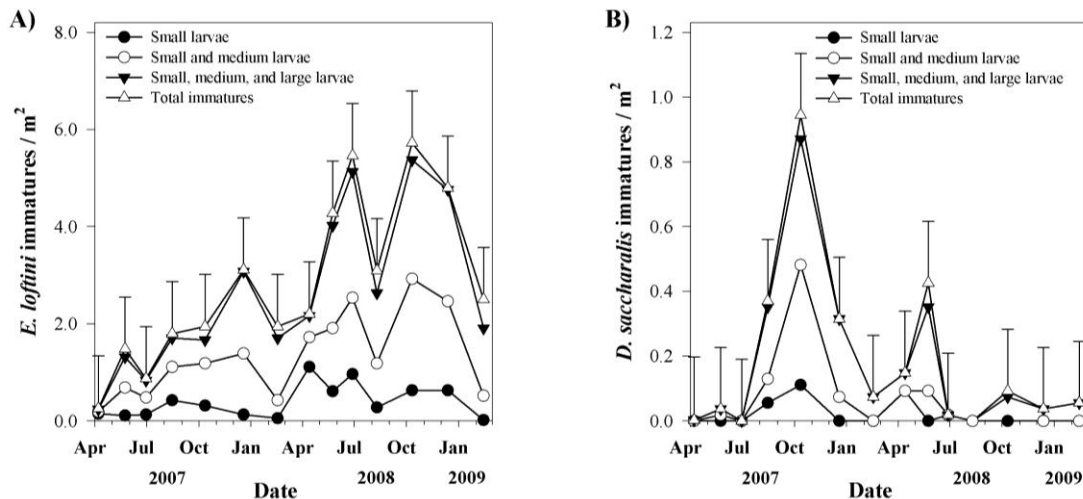 A)
E. loftini immatures / m²
8.0
6.0
4.0
2.0
0.0
Small larvae
Small and medium larvae
Small, medium, and large larvae
Total immatures
Apr Jul Oct Jan Apr Jul Oct Jan
2007 2008 2009
Date
B)
D. saccharalis immatures / m²
1.2
1.0
0.8
0.6
0.4
0.2
0.0
Small larvae
Small and medium larvae
Small, medium, and large larvae
Total immatures
Apr Jul Oct Jan Apr Jul Oct Jan
2007 2008 2009
Date